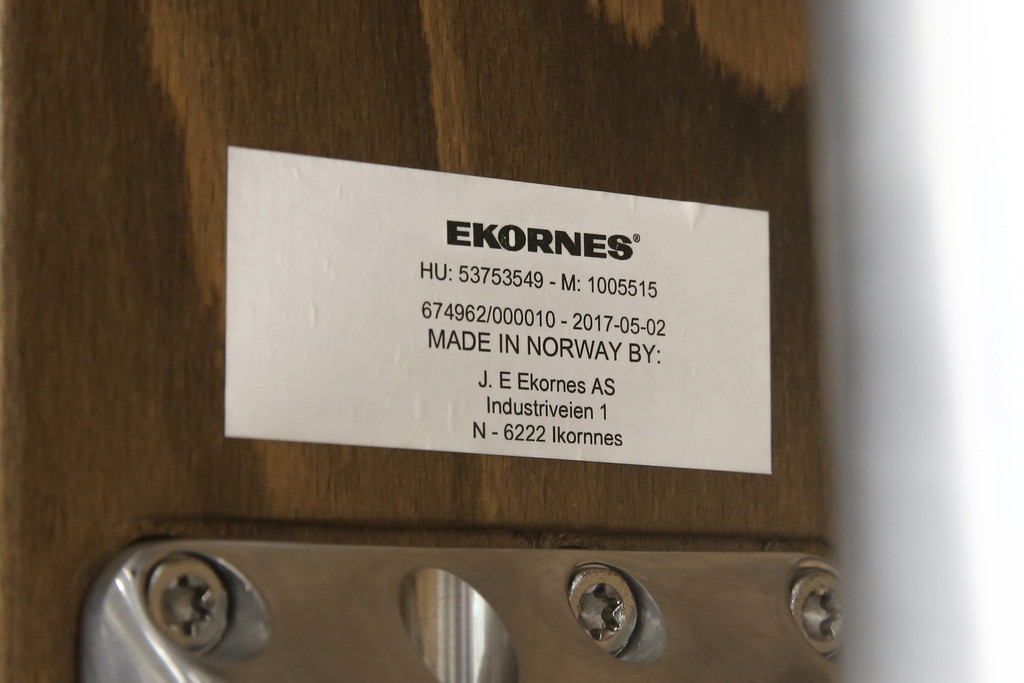 EKORNES®
HU: 53753549 - M: 1005515
674962/000010 - 2017-05-02
MADE IN NORWAY BY:
J. E Ekornes AS
Industriveien 1
N - 6222 Ikornnes